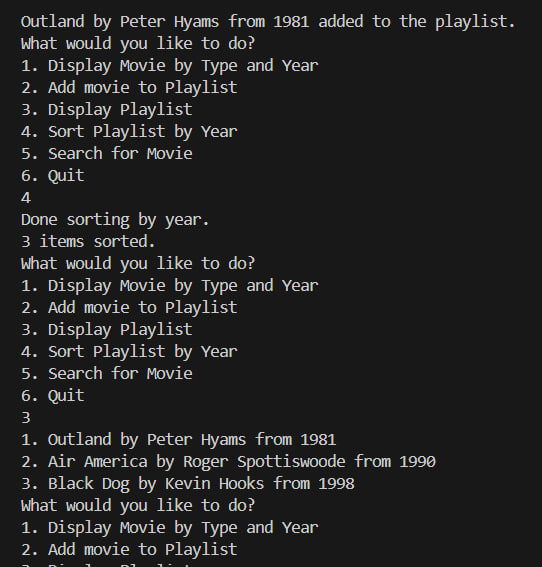 Outland by Peter Hyams from 1981 added to the playlist.
What would you like to do?
1. Display Movie by Type and Year
2. Add movie to Playlist
3. Display Playlist
4. Sort Playlist by Year
5. Search for Movie
6. Quit
4
Done sorting by year.
3 items sorted.
What would you like to do?
1. Display Movie by Type and Year
2. Add movie to Playlist
3. Display Playlist
4. Sort Playlist by Year
5. Search for Movie
6. Quit
3
1. Outland by Peter Hyams from 1981
2. Air America by Roger Spottiswoode from 1990
3. Black Dog by Kevin Hooks from 1998
What would you like to do?
1. Display Movie by Type and Year
2. Add movie to Playlist
3. Display Playlist